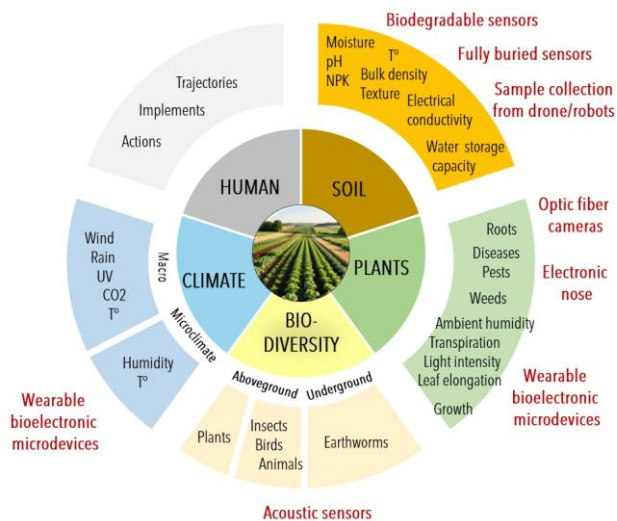 Biodegradable sensors
Fully buried sensors
Sample collection
from drone/robots
Moisture
pH
NPK
T°
Bulk density
Texture
Electrical
conductivity
Water storage
capacity
Trajectories
Implements
Actions
HUMAN
SOIL
PLANTS
BIO-
DIVERSITY
CLIMATE
Optic fiber
cameras
Electronic
nose
Wearable
bioelectronic
microdevices
Roots
Diseases
Pests
Weeds
Ambient humidity
Transpiration
Light intensity
Leaf elongation
Growth
Wind
Rain
UV
CO2
T°
Macro
Microclimate
Humidity
T°
Wearable
bioelectronic
microdevices
Aboveground
Underground
Plants
Insects
Birds
Animals
Earthworms
Acoustic sensors